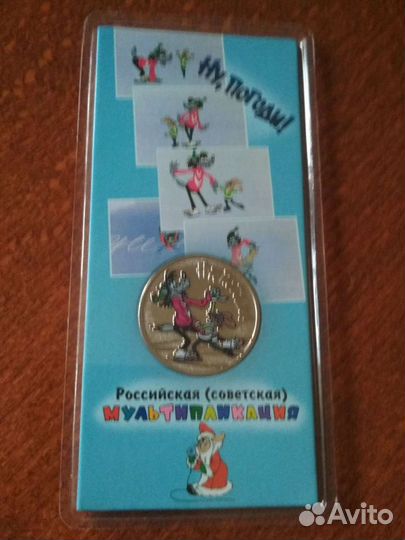 Ну, погоди!
Российская (советская)
МУЛЬТИПЛИКАЦИЯ
Avito